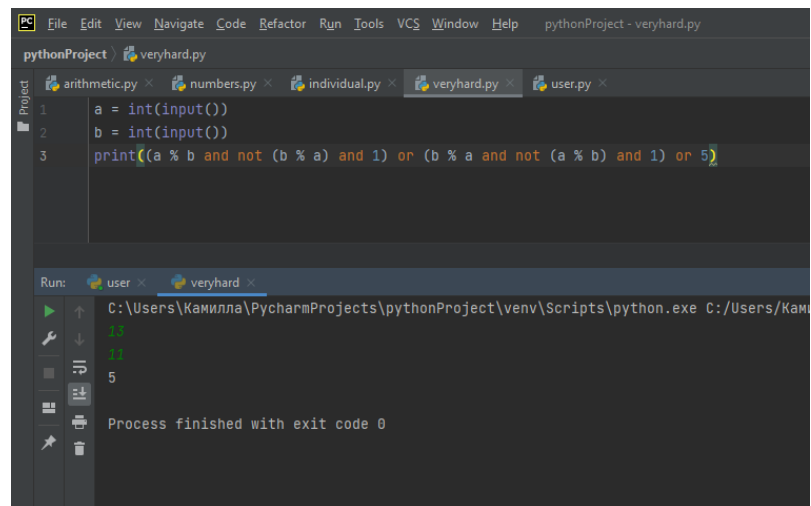 PC File Edit View Navigate Code Refactor Run Tools VCS Window Help pythonProject - veryhard.py
pythonProject veryhard.py
Project arithmetic.py numbers.py individual.py veryhard.py user.py
1 a = int(input())
2 b = int(input())
3 print((a % b and not (b % a) and 1) or (b % a and not (a % b) and 1) or 5)
Run: user veryhard
C:\Users\Камилла\PycharmProjects\pythonProject\venv\Scripts\python.exe C:/Users/
13
11
5
Process finished with exit code 0